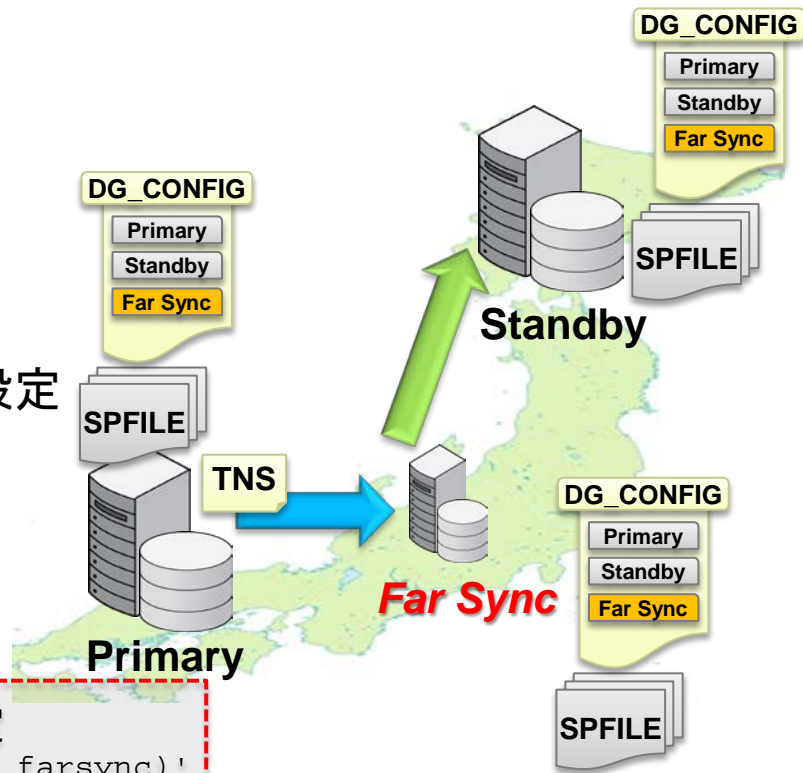 DG_CONFIG
Primary
Standby
Far Sync
SPFILE
Standby
DG_CONFIG
Primary
Standby
Far Sync
設定
SPFILE
TNS
Primary
Far Sync
DG_CONFIG
Primary
Standby
Far Sync
SPFILE
farsync)'